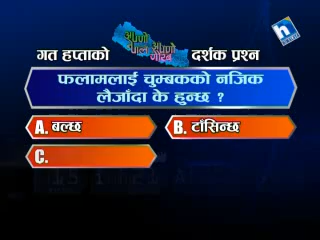 गत हप्ताको दर्शक प्रश्न
फलामलाई चुम्बकको नजिक
लैजाँदा के हुन्छ ?
A. बल्छ
B. टाँसिन्छ
C.